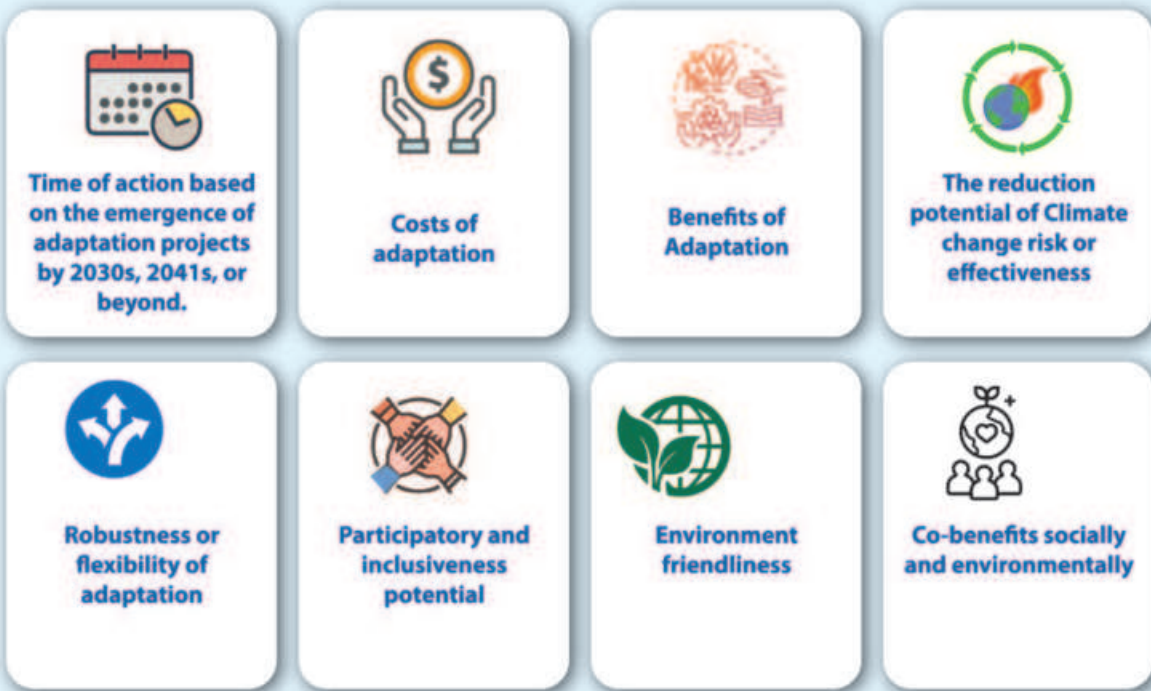 Time of action based
on the emergence of
adaptation projects
by 2030s, 2041s, or
beyond.
$
Costs of
adaptation
Benefits of
Adaptation
The reduction
potential of Climate
change risk or
effectiveness
Robustness or
flexibility of
adaptation
Participatory and
inclusiveness
potential
Environment
friendliness
Co-benefits socially
and environmentally